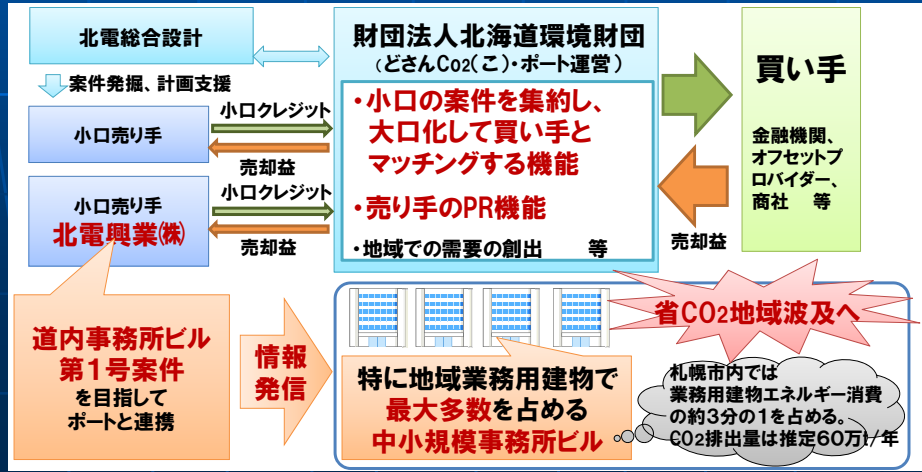 北電総合設計
案件発掘、計画支援
小口売り手
小口売り手
北電興業㈱
小口クレジット
売却益
小口クレジット
売却益
財団法人北海道環境財団
（どさんCo2(こ)・ポート運営）
・小口の案件を集約し、
大口化して買い手と
マッチングする機能
・売り手のPR機能
・地域での需要の創出　等
買い手
金融機関、
オフセットプ
ロバイダー、
商社　等
売却益
道内事務所ビル
第１号案件
を目指して
ポートと連携
情報
発信
省CO2地域波及へ
特に地域業務用建物で
最大多数を占める
中小規模事務所ビル
札幌市内では
業務用建物エネルギー消費
の約3分の1を占める。
CO2排出量は推定60万t/年